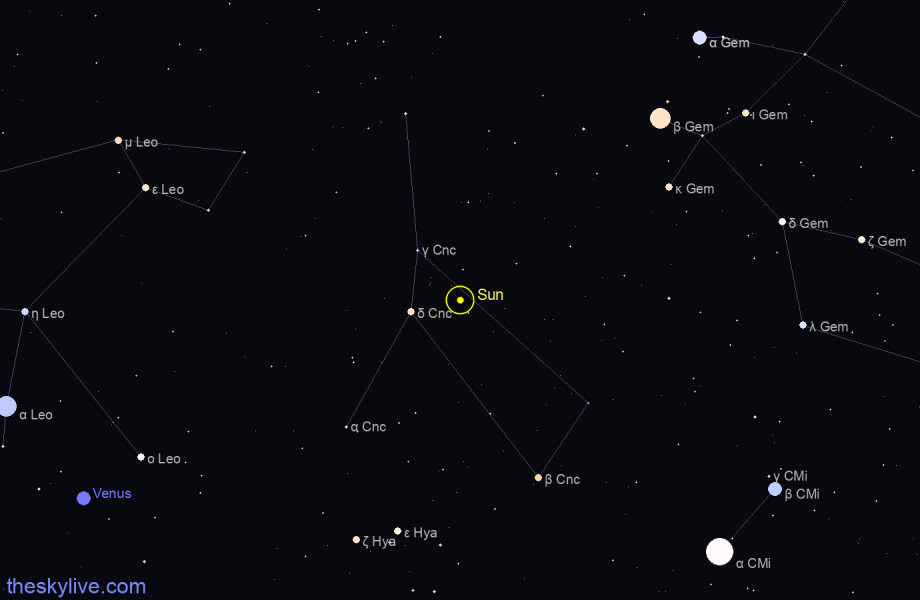 α Gem
ι Gem
β Gem
μ Leo
ε Leo
κ Gem
δ Gem
ζ Gem
γ Cnc
Sun
η Leo
δ Cnc
λ Gem
α Leo
α Cnc
ο Leo
γ CMi
β Cnc
Venus
β CMi
ε Hya
ζ Hya
α CMi
theskylive.com